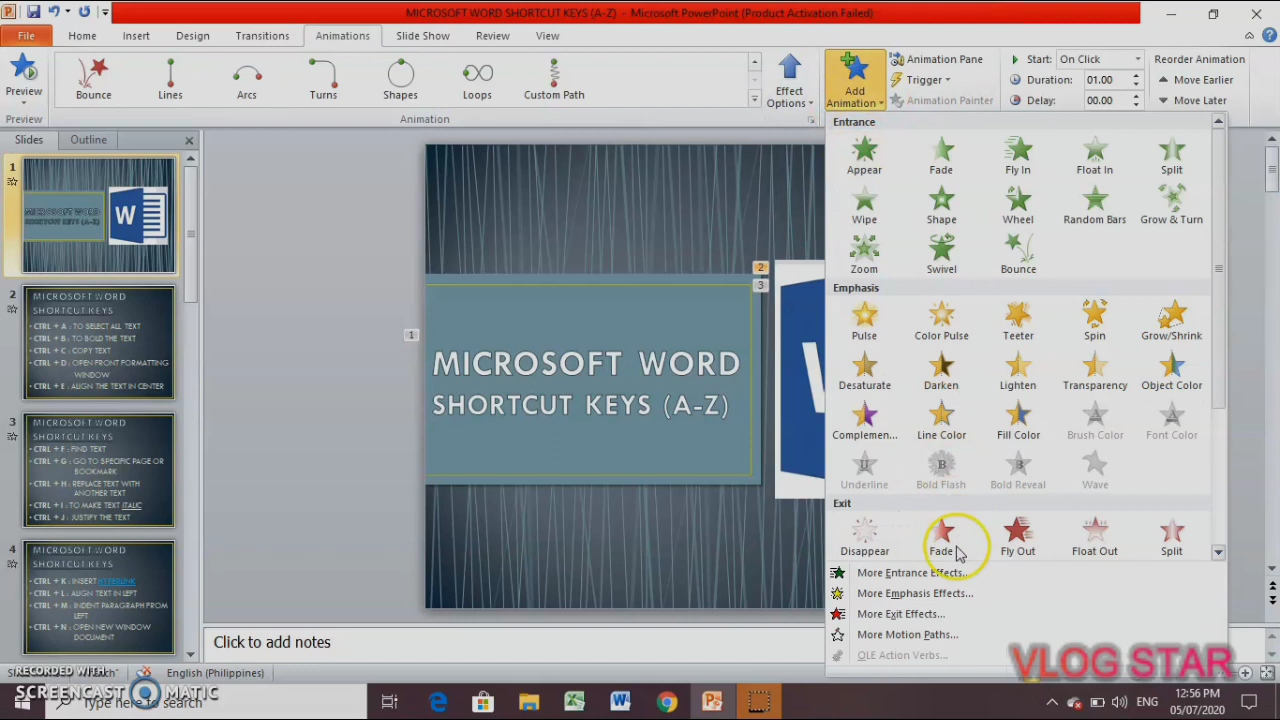 MICROSOFT WORD SHORTCUT KEYS (A-Z) - Microsoft PowerPoint (Product Activation Failed)
File Home Insert Design Transitions Animations Slide Show Review View
Preview
Bounce Lines Arcs Turns Shapes Loops Custom Path
Effect Options
Add Animation
Animation Pane
Trigger
Animation Painter
Start: On Click
Duration: 01.00
Delay: 00.00
Reorder Animation
Move Earlier
Move Later
Preview
Animation
Slides Outline
1
W
MICROSOFT WORD
SHORTCUT KEYS (A-Z)
2
MICROSOFT WORD
SHORTCUT KEYS
CTRL + A : TO SELECT ALL TEXT
CTRL + B : TO BOLD THE TEXT
CTRL + C : COPY TEXT
CTRL + D : OPEN FRONT FORMATTING
WINDOW
CTRL + E : ALIGN THE TEXT IN CENTER
3
MICROSOFT WORD
SHORTCUT KEYS
CTRL + F : FIND TEXT
CTRL + G : GO TO SPECIFIC PAGE OR
BOOKMARK
CTRL + H : REPLACE TEXT WITH
ANOTHER TEXT
CTRL + I : TO MAKE TEXT ITALIC
CTRL + J : JUSTIFY THE TEXT
4
MICROSOFT WORD
SHORTCUT KEYS
CTRL + K : INSERT HYPERLINK
CTRL + L : ALIGN TEXT IN LEFT
CTRL + M : INDENT PARAGRAPH FROM
LEFT
CTRL + N : OPEN NEW WINDOW
DOCUMENT
2
3
1
MICROSOFT WORD
SHORTCUT KEYS (A-Z)
Click to add notes
Entrance
Appear Fade Fly In Float In Split
Wipe Shape Wheel Random Bars Grow & Turn
Zoom Swivel Bounce
Emphasis
Pulse Color Pulse Teeter Spin Grow/Shrink
Desaturate Darken Lighten Transparency Object Color
Complemen... Line Color Fill Color Brush Color Font Color
Underline Bold Flash Bold Reveal Wave
Exit
Disappear Fade Fly Out Float Out Split
More Entrance Effects...
More Emphasis Effects...
More Exit Effects...
More Motion Paths...
OLE Action Verbs...
English (Philippines)
RECORDED WITH
SCREENCAST MATIC
VLOG STAR
Type here to search
ENG
12:56 PM
05/07/2020